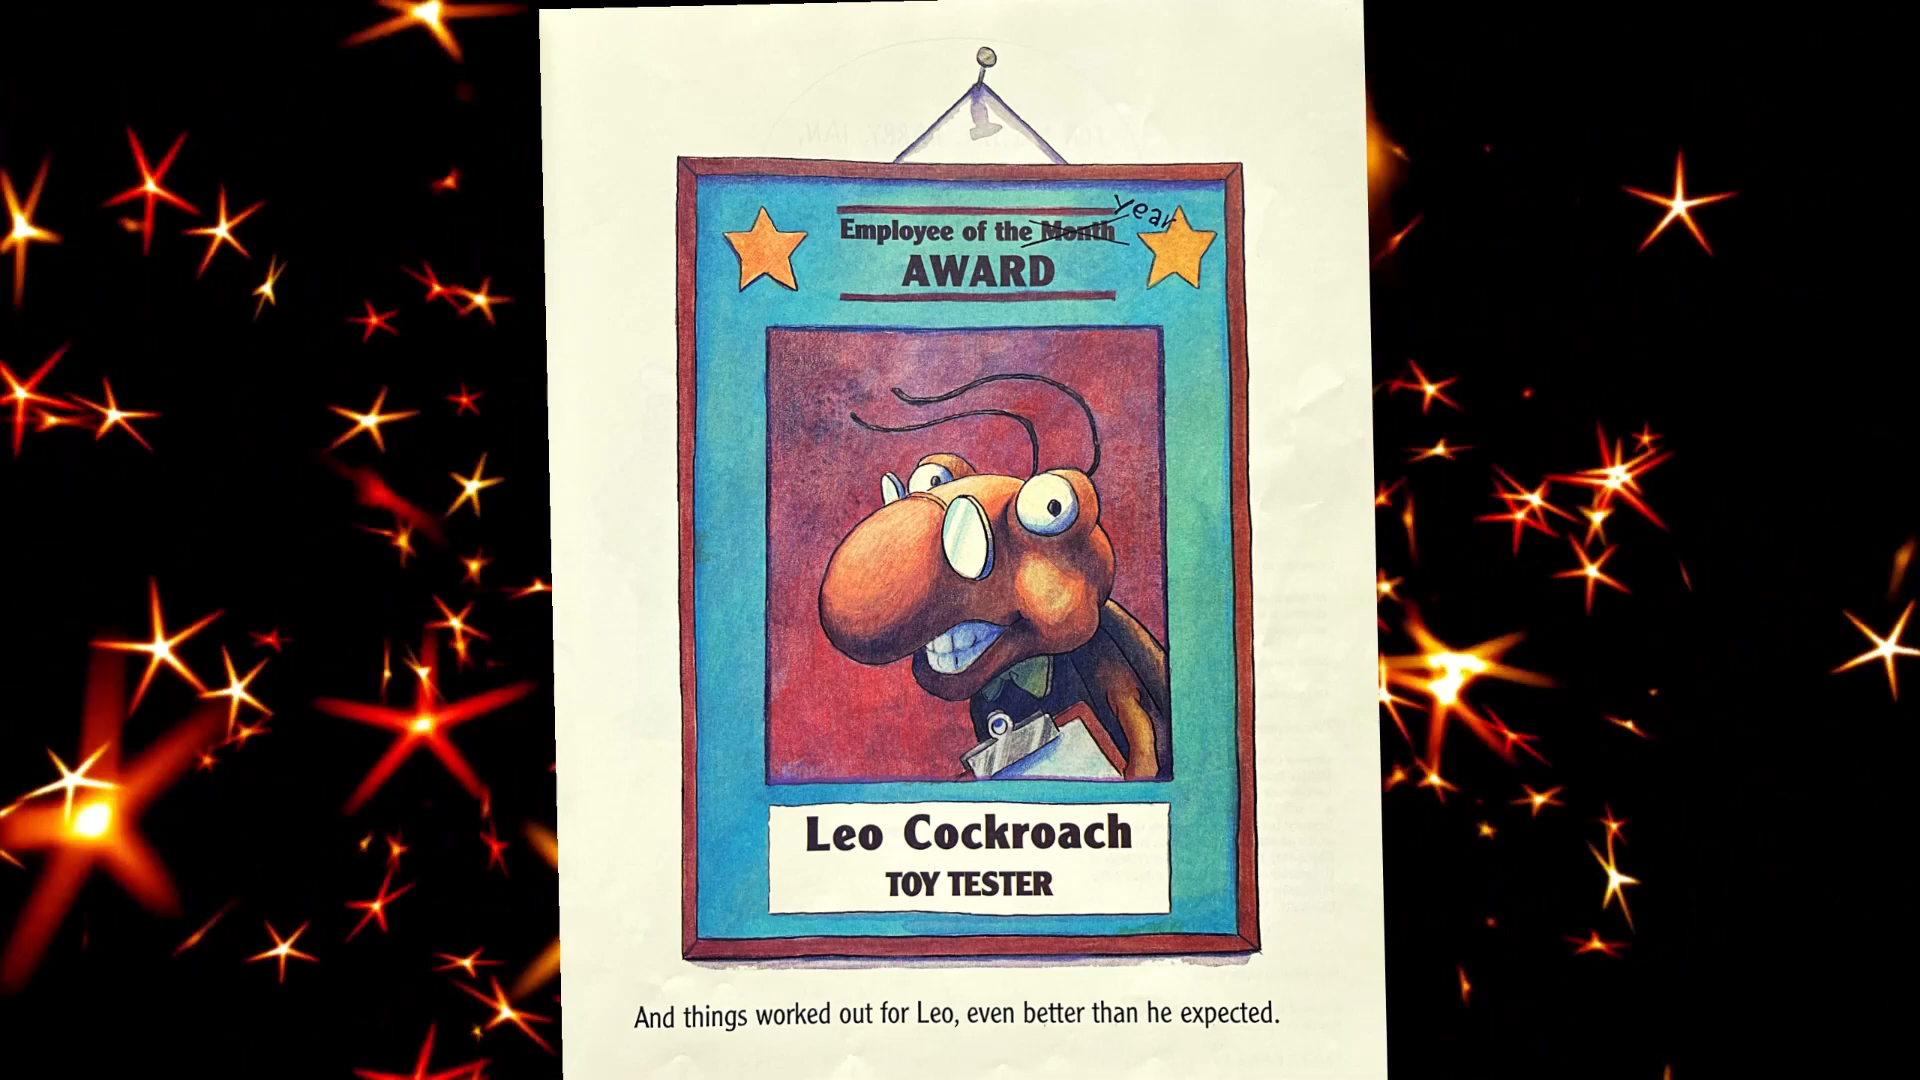 year
Employee of the Month
AWARD
Leo Cockroach
TOY TESTER
And things worked out for Leo, even better than he expected.